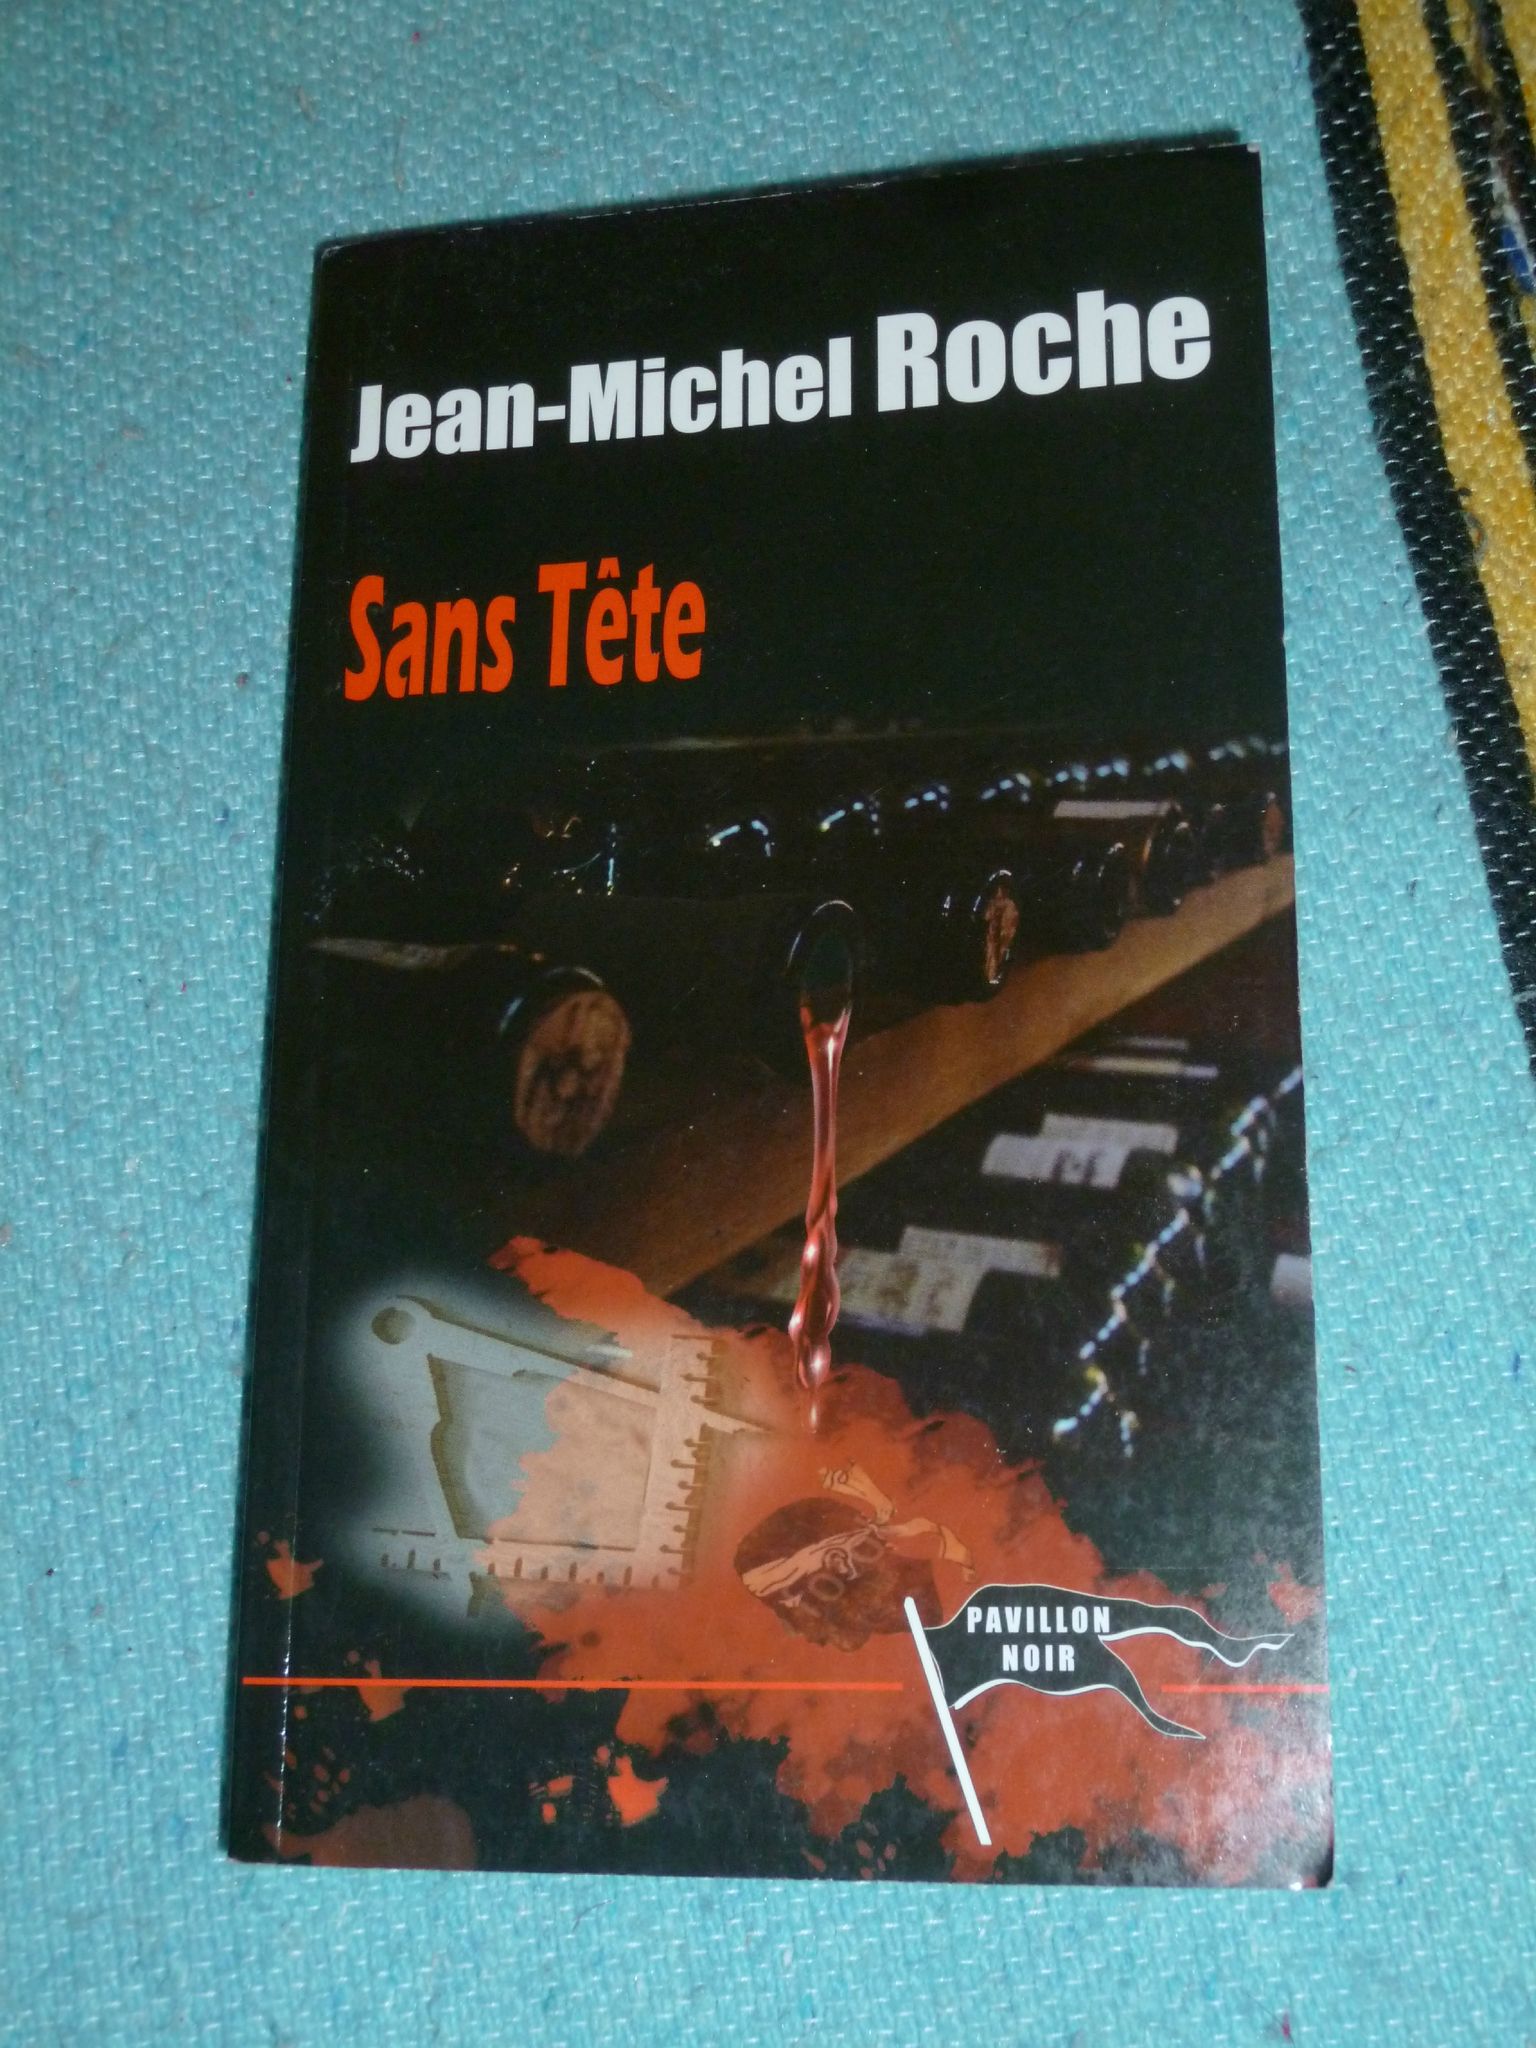 Jean-Michel Roche
Sans Tête
PAVILLON
NOIR